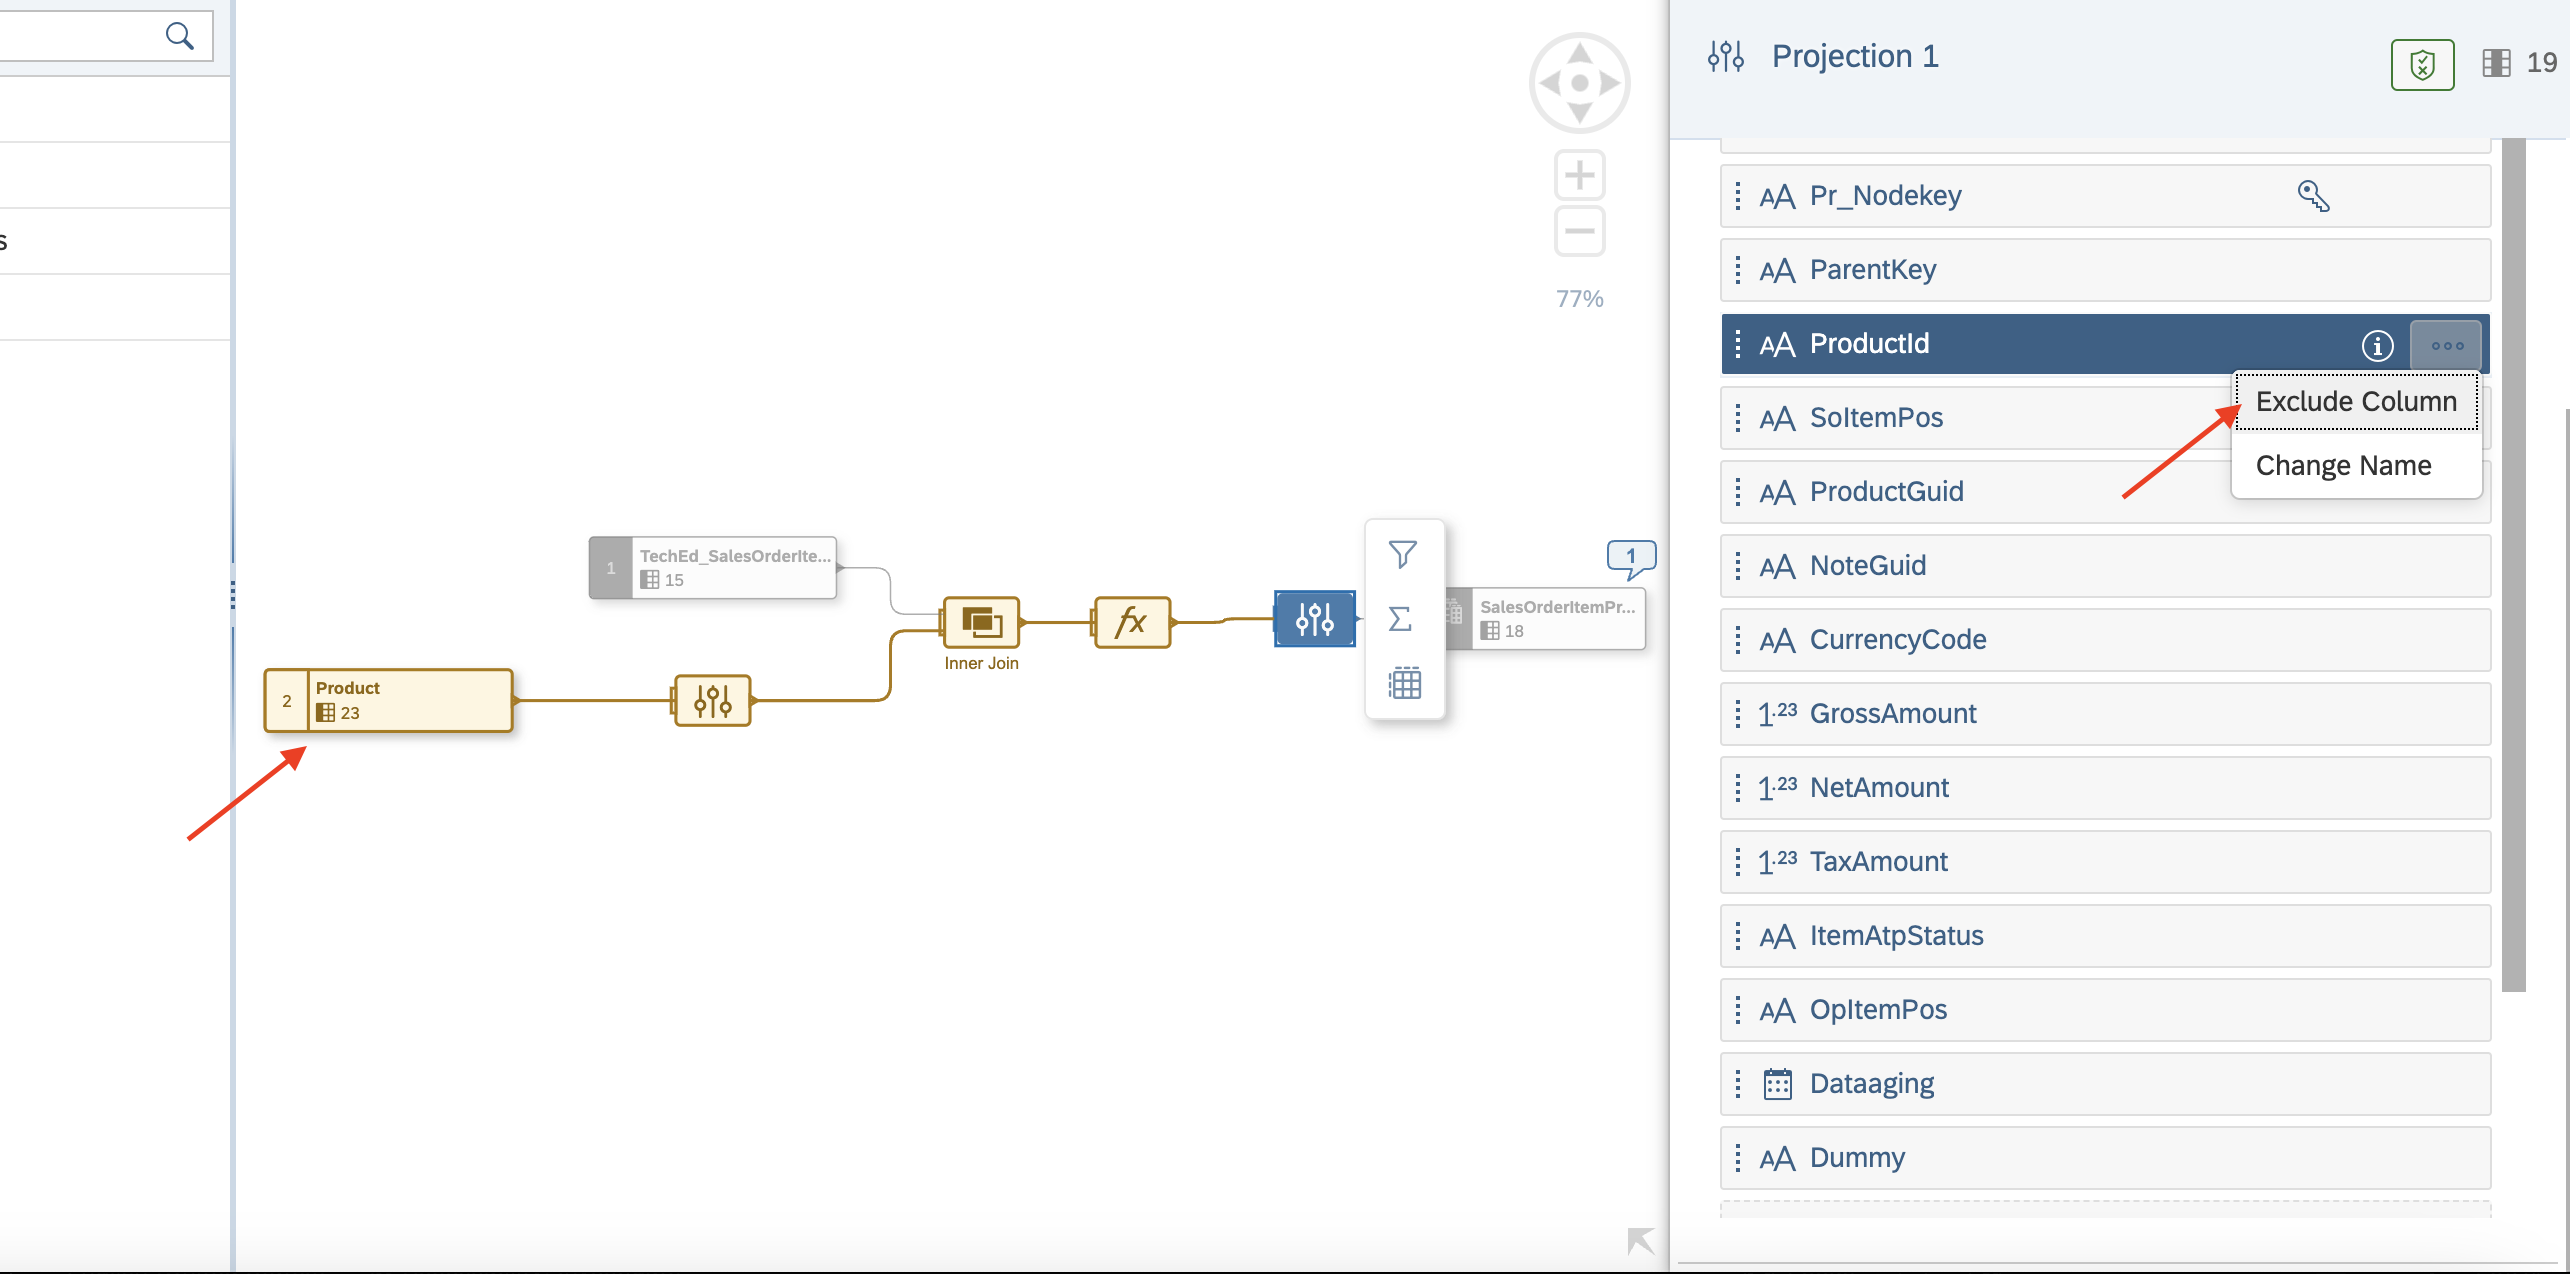 s
77%
1
TechEd_SalesOrderIte...
15
2
Product
23
Inner Join
fx
1
SalesOrderItemPr...
18
Projection 1
19
AA Pr_Nodekey
AA ParentKey
AA ProductId
Exclude Column
Change Name
AA SoItemPos
AA ProductGuid
AA NoteGuid
AA CurrencyCode
1.23 GrossAmount
1.23 NetAmount
1.23 TaxAmount
AA ItemAtpStatus
AA OpItemPos
Dataaging
AA Dummy